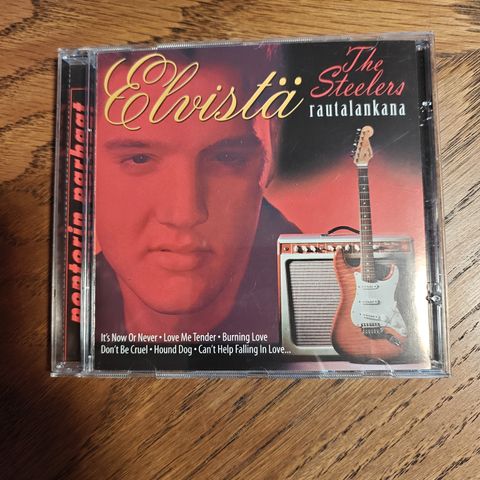 Elvistä
The
Steelers
rautalankana
It's Now Or Never • Love Me Tender • Burning Love
Don't Be Cruel • Hound Dog • Can't Help Falling In Love...
popporin parhaat